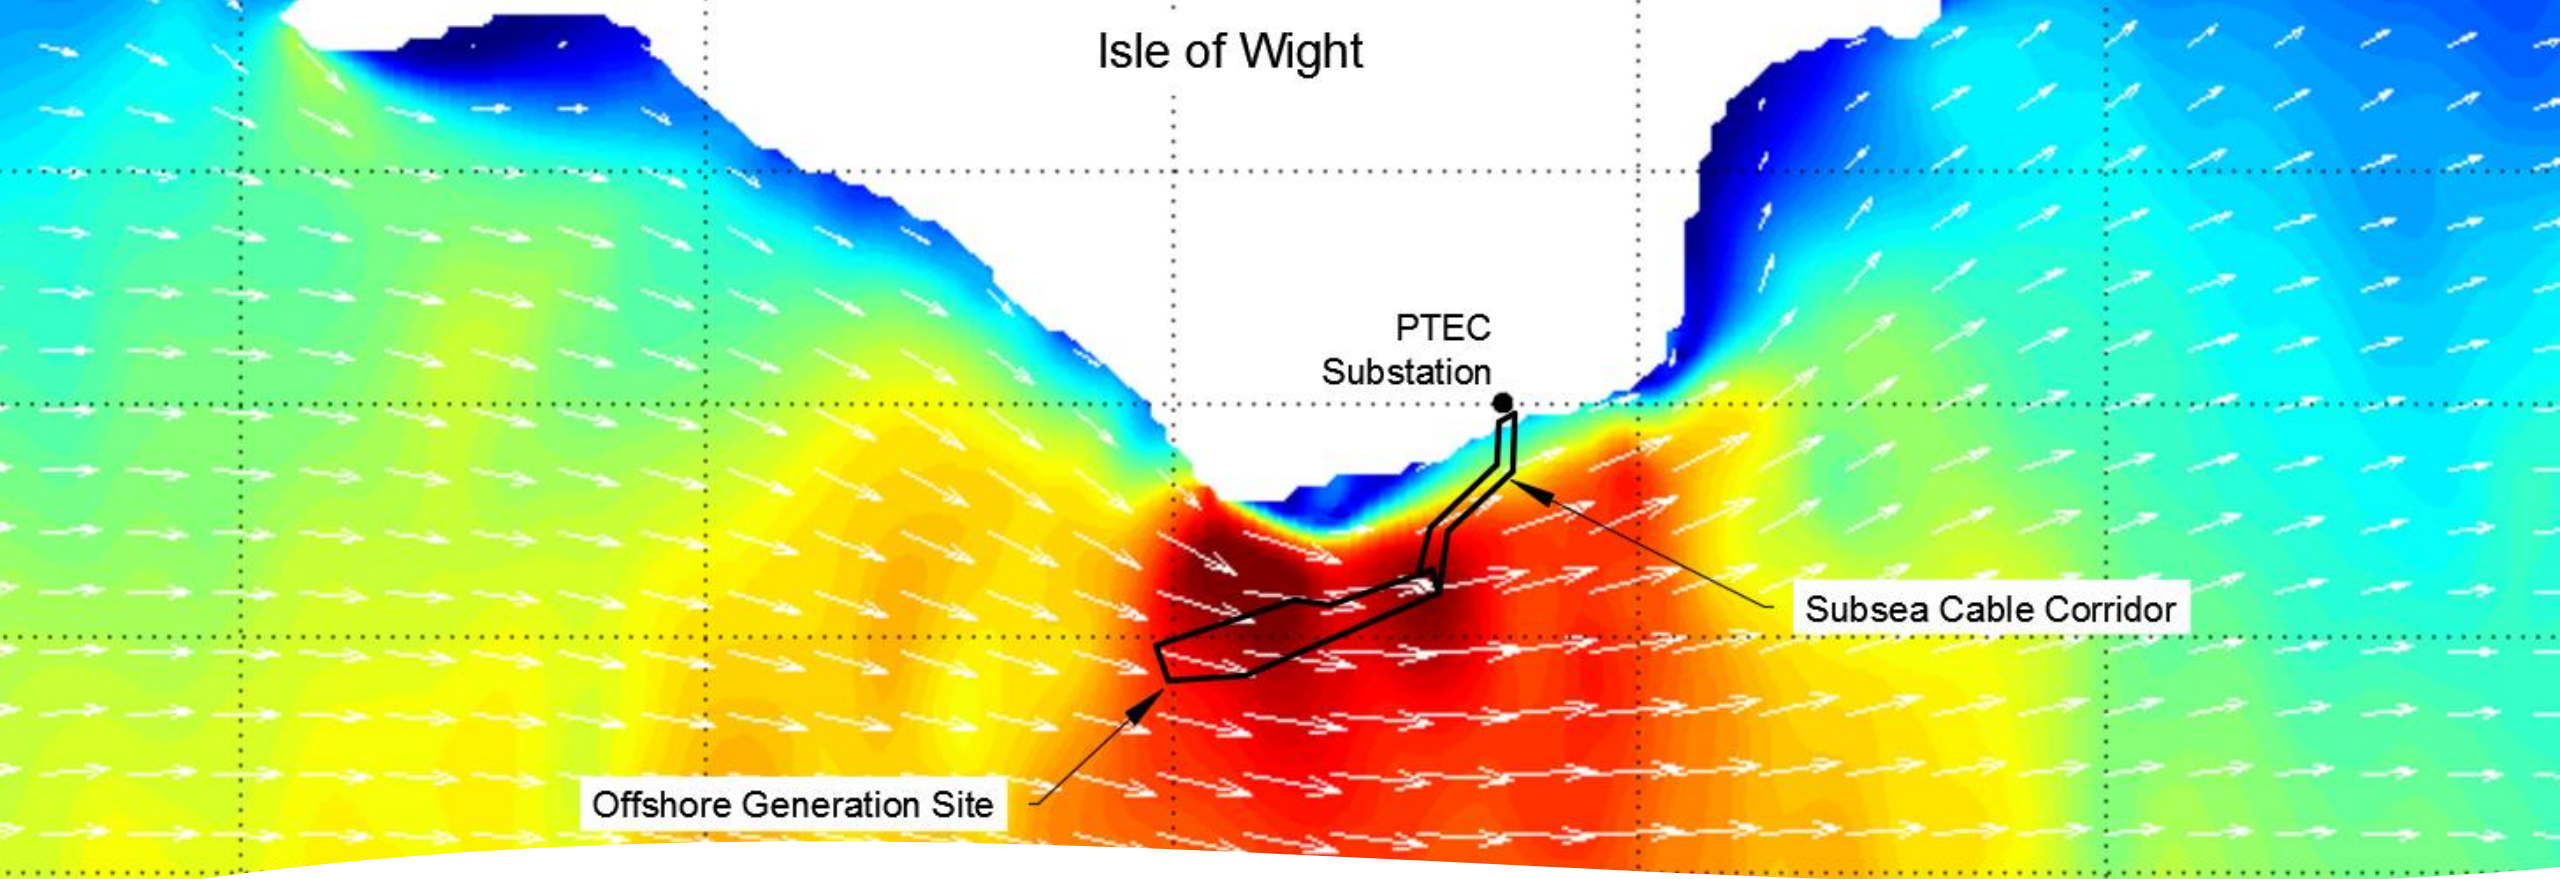 Isle of Wight
PTEC
Substation
Subsea Cable Corridor
Offshore Generation Site